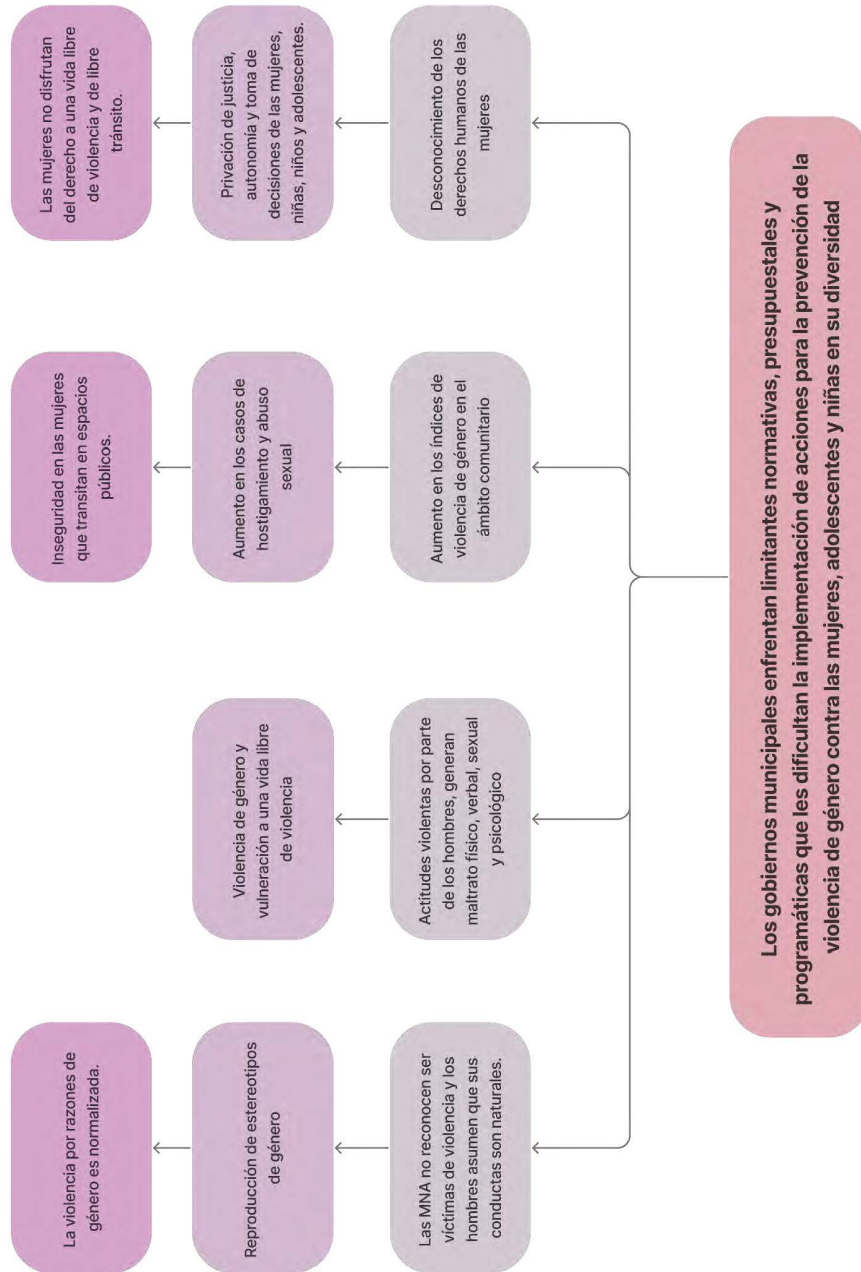 La violencia por razones de
género es normalizada.
Inseguridad en las mujeres
que transitan en espacios
públicos.
Las mujeres no disfrutan
del derecho a una vida libre
de violencia y de libre
tránsito.
Reproducción de estereotipos
de género
Violencia de género y
vulneración a una vida libre
de violencia
Aumento en los casos de
hostigamiento y abuso
sexual
Privación de justicia,
autonomía y toma de
decisiones de las mujeres,
niñas, niños y adolescentes.
Las MNA no reconocen ser
víctimas de violencia y los
hombres asumen que sus
conductas son naturales.
Actitudes violentas por parte
de los hombres, generan
maltrato físico, verbal, sexual
y psicológico
Aumento en los índices de
violencia de género en el
ámbito comunitario
Desconocimiento de los
derechos humanos de las
mujeres
Los gobiernos municipales enfrentan limitantes normativas, presupuestales y
programáticas que les dificultan la implementación de acciones para la prevención de la
violencia de género contra las mujeres, adolescentes y niñas en su diversidad